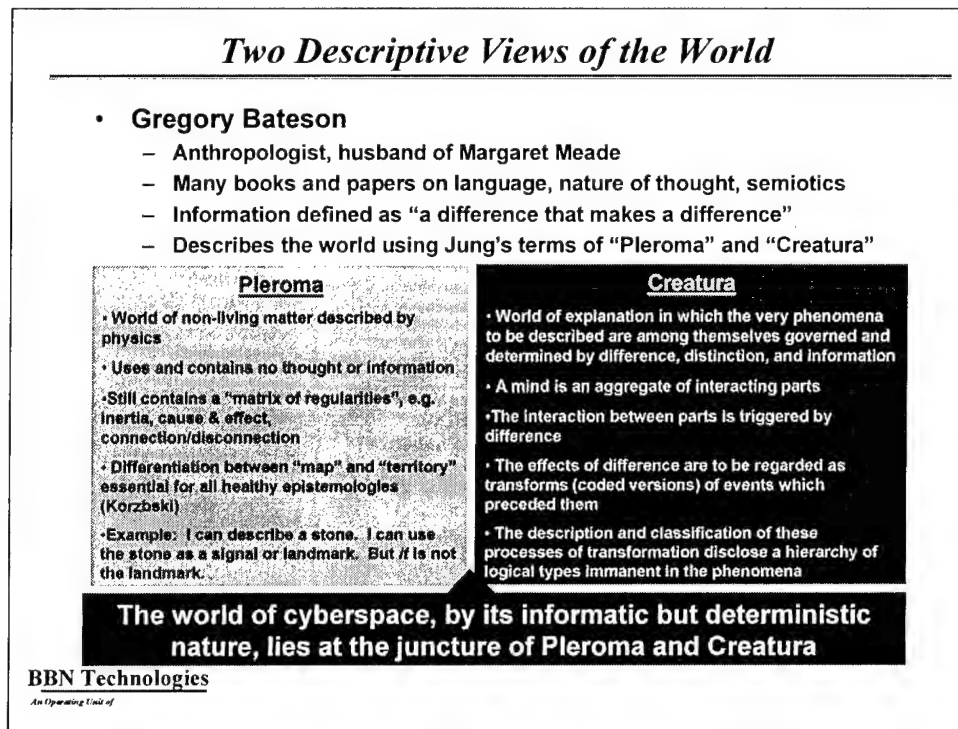 Two Descriptive Views of the World
• Gregory Bateson
– Anthropologist, husband of Margaret Meade
– Many books and papers on language, nature of thought, semiotics
– Information defined as “a difference that makes a difference”
– Describes the world using Jung’s terms of “Pleroma” and “Creatura”
Pleroma
• World of non-living matter described by
physics
• Uses and contains no thought or information
•Still contains a “matrix of regularities”, e.g.
inertia, cause & effect,
connection/disconnection
• Differentiation between “map” and “territory”
essential for all healthy epistemologies
(Korzbski)
•Example: I can describe a stone. I can use
the stone as a signal or landmark. But it is not
the landmark.
Creatura
• World of explanation in which the very phenomena
to be described are among themselves governed and
determined by difference, distinction, and information
• A mind is an aggregate of interacting parts
•The interaction between parts is triggered by
difference
• The effects of difference are to be regarded as
transforms (coded versions) of events which
preceded them
• The description and classification of these
processes of transformation disclose a hierarchy of
logical types immanent in the phenomena
The world of cyberspace, by its informatic but deterministic
nature, lies at the juncture of Pleroma and Creatura
BBN Technologies
An Operating Unit of